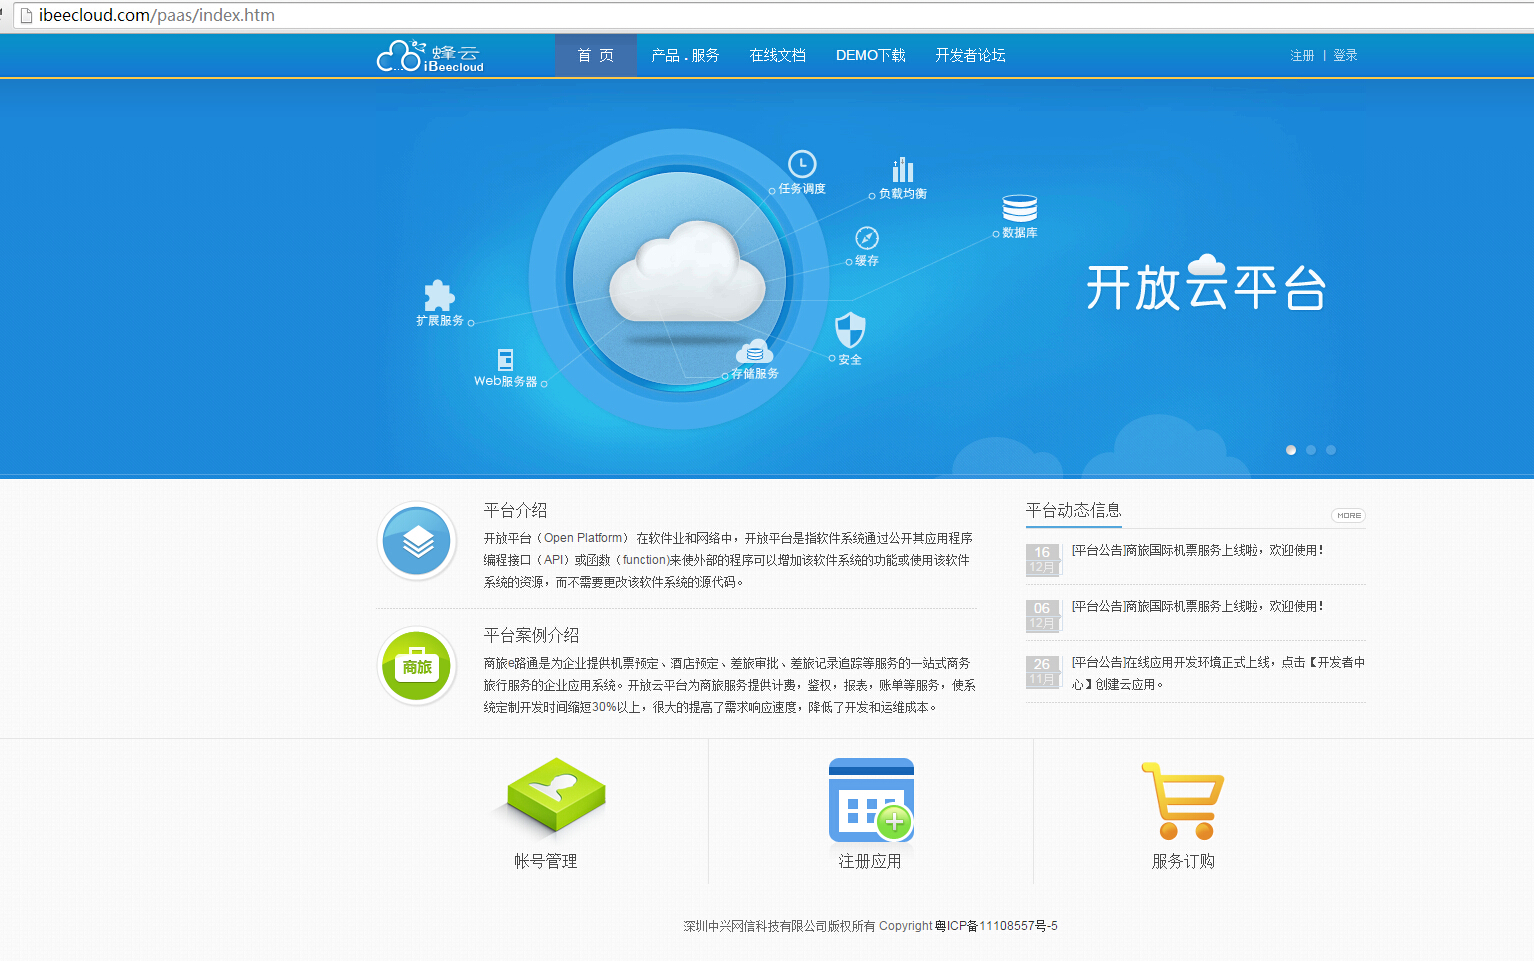 ibeecloud.com/paas/index.htm
蜂云
iBeecloud
首 页
产品 . 服务
在线文档
DEMO下载
开发者论坛
注册 | 登录
任务调度
负载均衡
数据库
缓存
扩展服务
安全
Web服务器
存储服务
开放云平台
平台介绍
开放平台（Open Platform） 在软件业和网络中，开放平台是指软件系统通过公开其应用程序
编程接口（API）或函数（function)来使外部的程序可以增加该软件系统的功能或使用该软件
系统的资源，而不需要更改该软件系统的源代码。
商旅
平台案例介绍
商旅e路通是为企业提供机票预定、酒店预定、差旅审批、差旅记录追踪等服务的一站式商务
旅行服务的企业应用系统。开放云平台为商旅服务提供计费，鉴权，报表，账单等服务，使系
统定制开发时间缩短30%以上，很大的提高了需求响应速度，降低了开发和运维成本。
平台动态信息
MORE
16
12月
[平台公告]商旅国际机票服务上线啦，欢迎使用！
06
12月
[平台公告]商旅国际机票服务上线啦，欢迎使用！
26
11月
[平台公告]在线应用开发环境正式上线，点击【开发者中
心】创建云应用。
帐号管理
注册应用
服务订购
深圳中兴网信科技有限公司版权所有 Copyright 粤ICP备11108557号-5